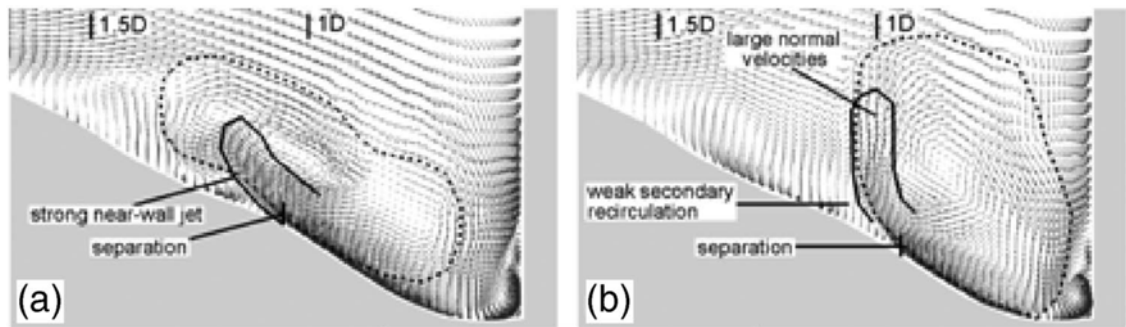 1.5D
1D
strong near-wall jet
separation
(a)
1.5D
1D
large normal
velocities
weak secondary
recirculation
separation
(b)